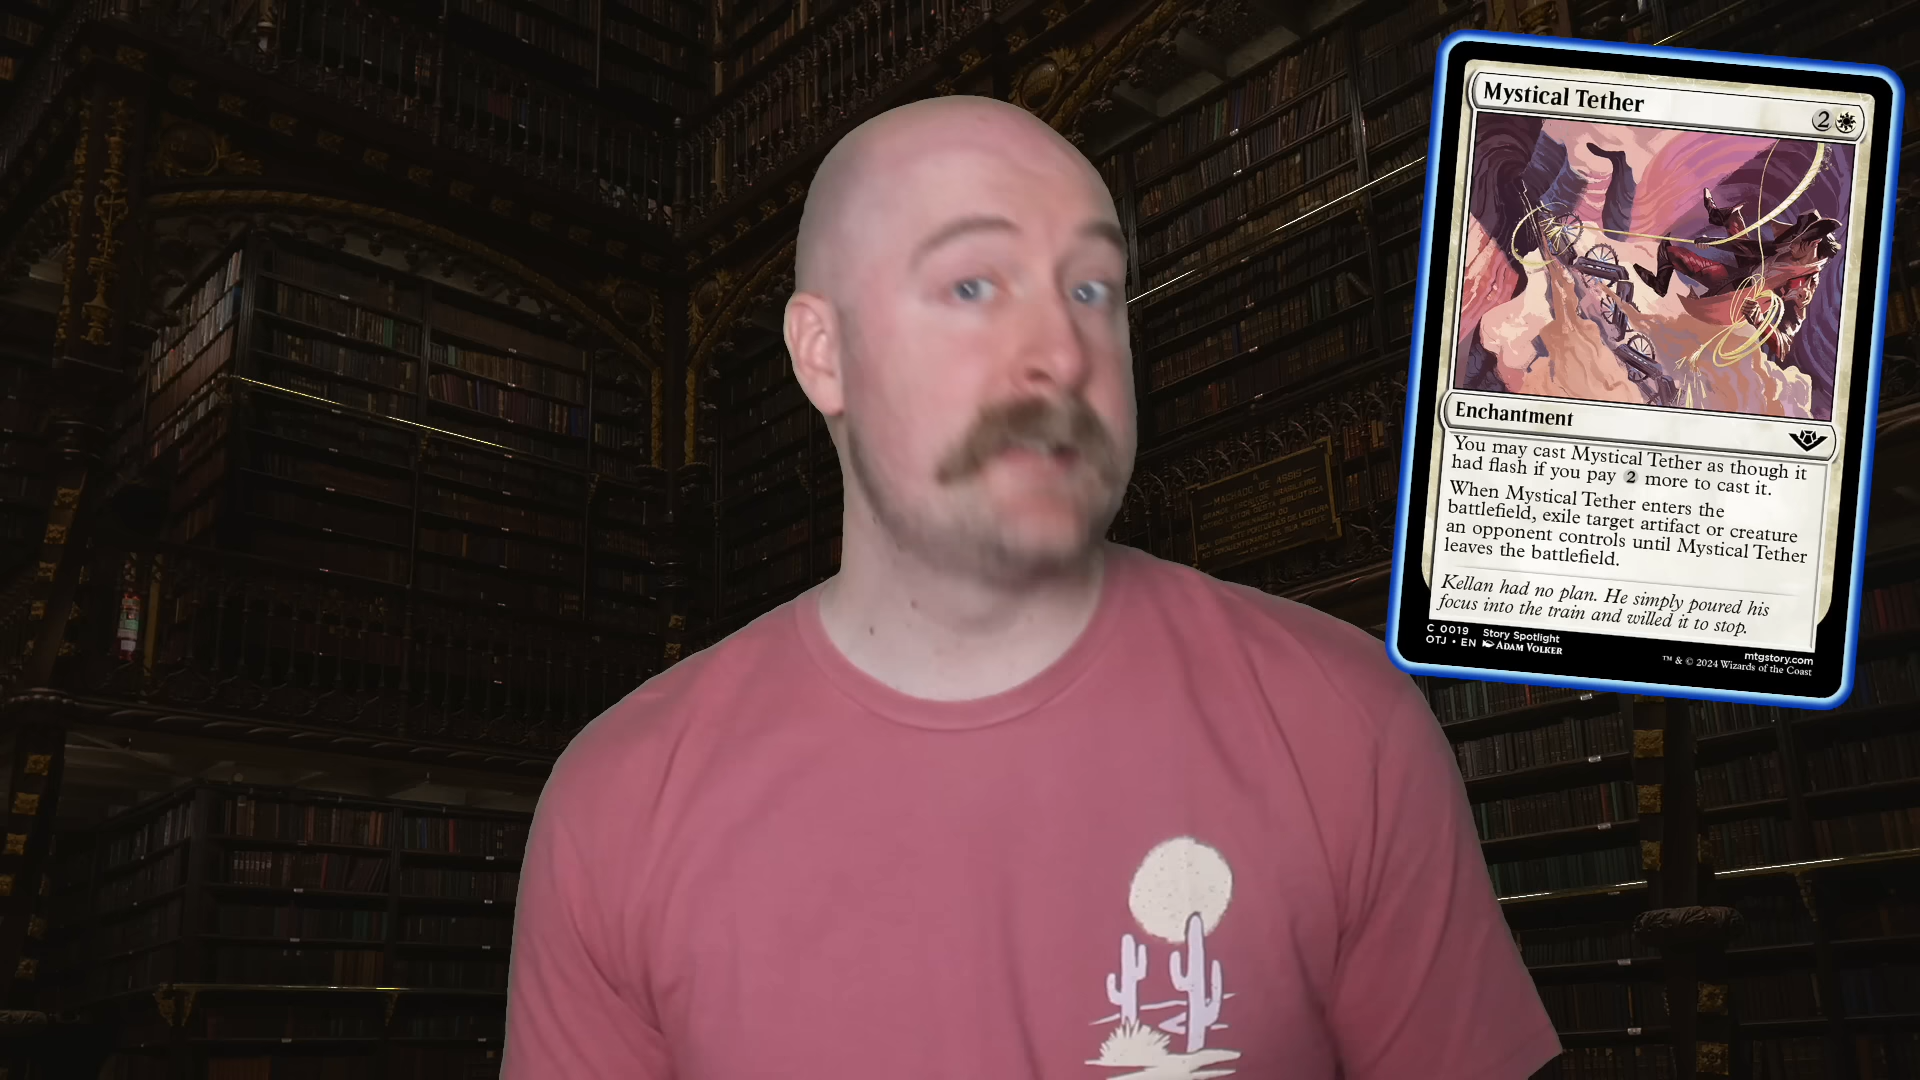 Mystical Tether
2
Enchantment
You may cast Mystical Tether as though it
had flash if you pay 2 more to cast it.
When Mystical Tether enters the
battlefield, exile target artifact or creature
an opponent controls until Mystical Tether
leaves the battlefield.
Kellan had no plan. He simply poured his
focus into the train and willed it to stop.
C 0019 Story Spotlight
OTJ • EN ADAM VOLKER
mtgstory.com
™ & © 2024 Wizards of the Coast
MACHADO DE ASSIS